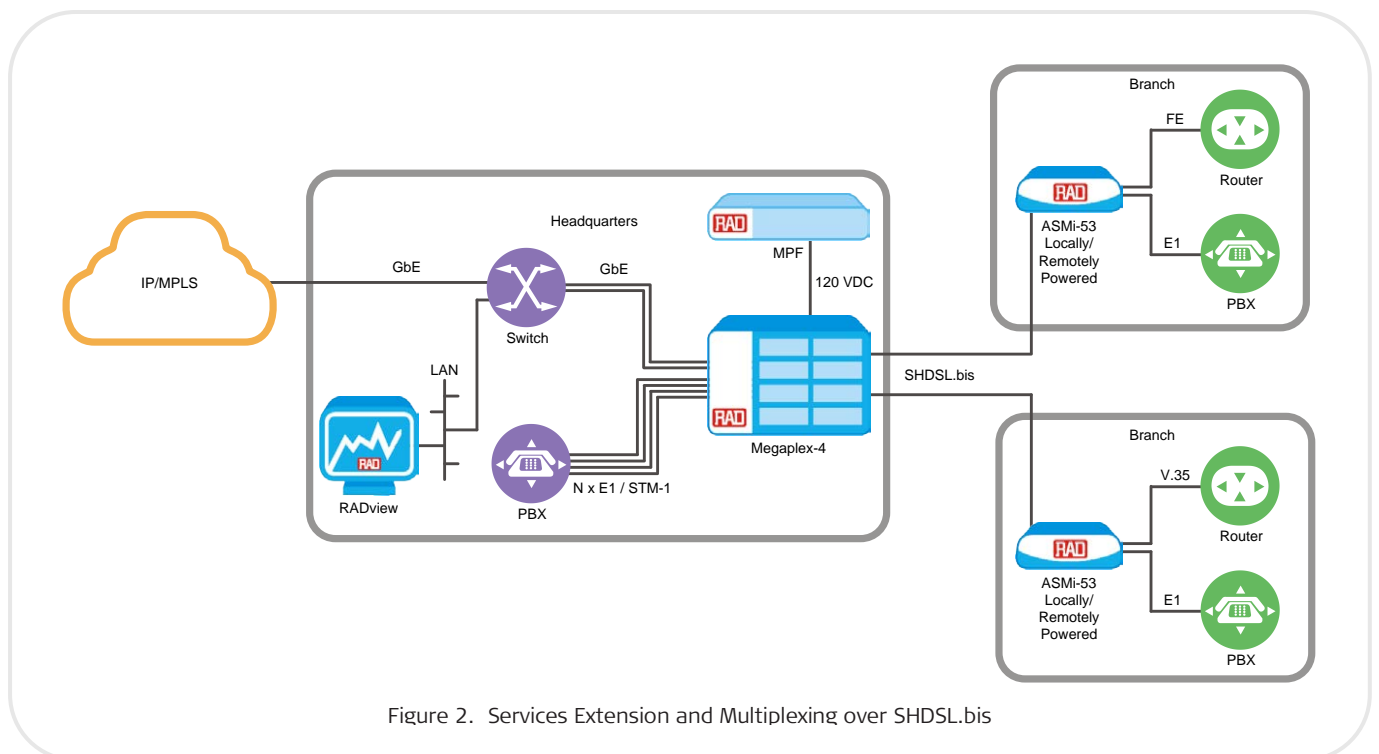 Headquarters
IP/MPLS
GbE
GbE
Switch
RAD
MPF
120 VDC
LAN
RAD
RADview
PBX
N x E1 / STM-1
RAD
Megaplex-4
SHDSL.bis
Branch
FE
Router
RAD
ASMi-53
Locally/
Remotely
Powered
E1
PBX
Branch
V.35
Router
RAD
ASMi-53
Locally/
Remotely
Powered
E1
PBX
Figure 2. Services Extension and Multiplexing over SHDSL.bis